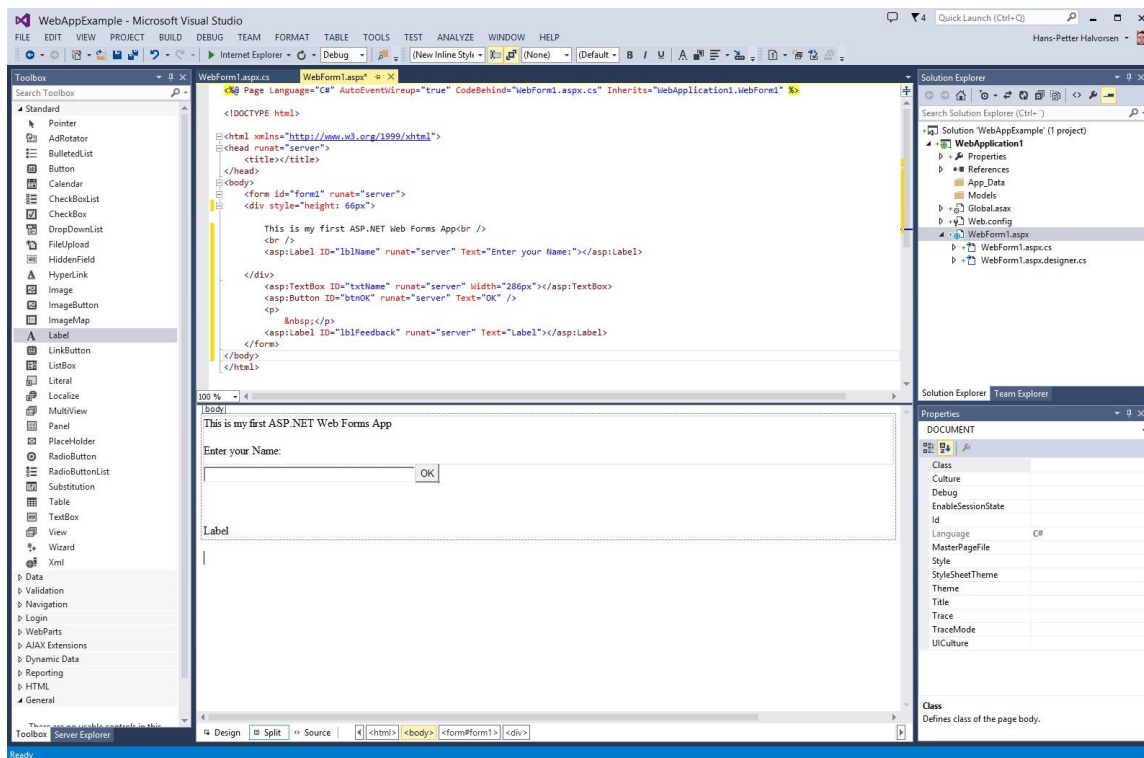 WebAppExample - Microsoft Visual Studio
4
Quick Launch (Ctrl+Q)
FILE EDIT VIEW PROJECT BUILD DEBUG TEAM FORMAT TABLE TOOLS TEST ANALYZE WINDOW HELP
Hans-Petter Halvorsen
Internet Explorer Debug (New Inline Style (None) (Default B I U A
Toolbox
Search Toolbox
Standard
Pointer
AdRotator
BulletedList
Button
Calendar
CheckBoxList
CheckBox
DropDownList
FileUpload
HiddenField
HyperLink
Image
ImageButton
ImageMap
Label
LinkButton
ListBox
Literal
Localize
MultiView
Panel
PlaceHolder
RadioButton
RadioButtonList
Substitution
Table
TextBox
View
Wizard
Xml
Data
Validation
Navigation
Login
WebParts
AJAX Extensions
Dynamic Data
Reporting
HTML
General
There are no usable controls in this
Toolbox Server Explorer
WebForm1.aspx.cs WebForm1.aspx*
<%@ Page Language="C#" AutoEventWireup="true" CodeBehind="WebForm1.aspx.cs" Inherits="WebApplication1.WebForm1" %>
<!DOCTYPE html>
<html xmlns="http://www.w3.org/1999/xhtml">
<head runat="server">
<title></title>
</head>
<body>
<form id="form1" runat="server">
<div style="height: 66px">
This is my first ASP.NET Web Forms App<br />
<br />
<asp:Label ID="lblName" runat="server" Text="Enter your Name:"></asp:Label>
</div>
<asp:TextBox ID="txtName" runat="server" Width="286px"></asp:TextBox>
<asp:Button ID="btnOK" runat="server" Text="OK" />
<p>
&nbsp;</p>
<asp:Label ID="lblFeedback" runat="server" Text="Label"></asp:Label>
</form>
</body>
</html>
100 %
body
This is my first ASP.NET Web Forms App
Enter your Name:
OK
Label
Design Split Source <html> <body> <form#form1> <div>
Solution Explorer
Search Solution Explorer (Ctrl+¨)
Solution 'WebAppExample' (1 project)
WebApplication1
Properties
References
App_Data
Models
Global.asax
Web.config
WebForm1.aspx
WebForm1.aspx.cs
WebForm1.aspx.designer.cs
Solution Explorer Team Explorer
Properties
DOCUMENT
Class
Culture
Debug
EnableSessionState
Id
Language C#
MasterPageFile
Style
StyleSheetTheme
Theme
Title
Trace
TraceMode
UICulture
Class
Defines class of the page body.
Ready